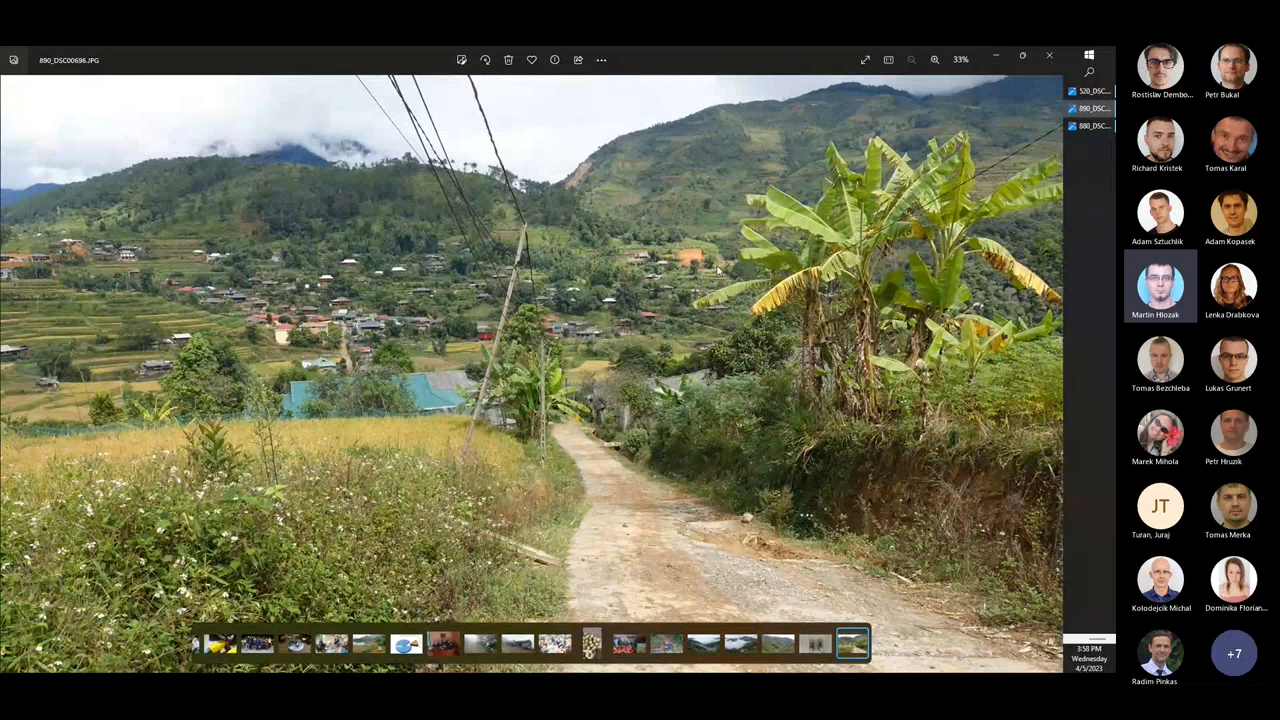 890_DSC00696.JPG
33%
520_DSC...
890_DSC...
880_DSC...
3:58 PM
Wednesday
4/5/2023
Rostislav Dembo...
Petr Bukal
Richard Kristek
Tomas Karal
Adam Sztuchlik
Adam Kopasek
Martin Hlozak
Lenka Drabkova
Tomas Bezchleba
Lukas Grunert
Marek Mihola
Petr Hruzik
JT
Turan, Juraj
Tomas Merka
Kolodejcik Michal
Dominika Florian...
Radim Pinkas
+7